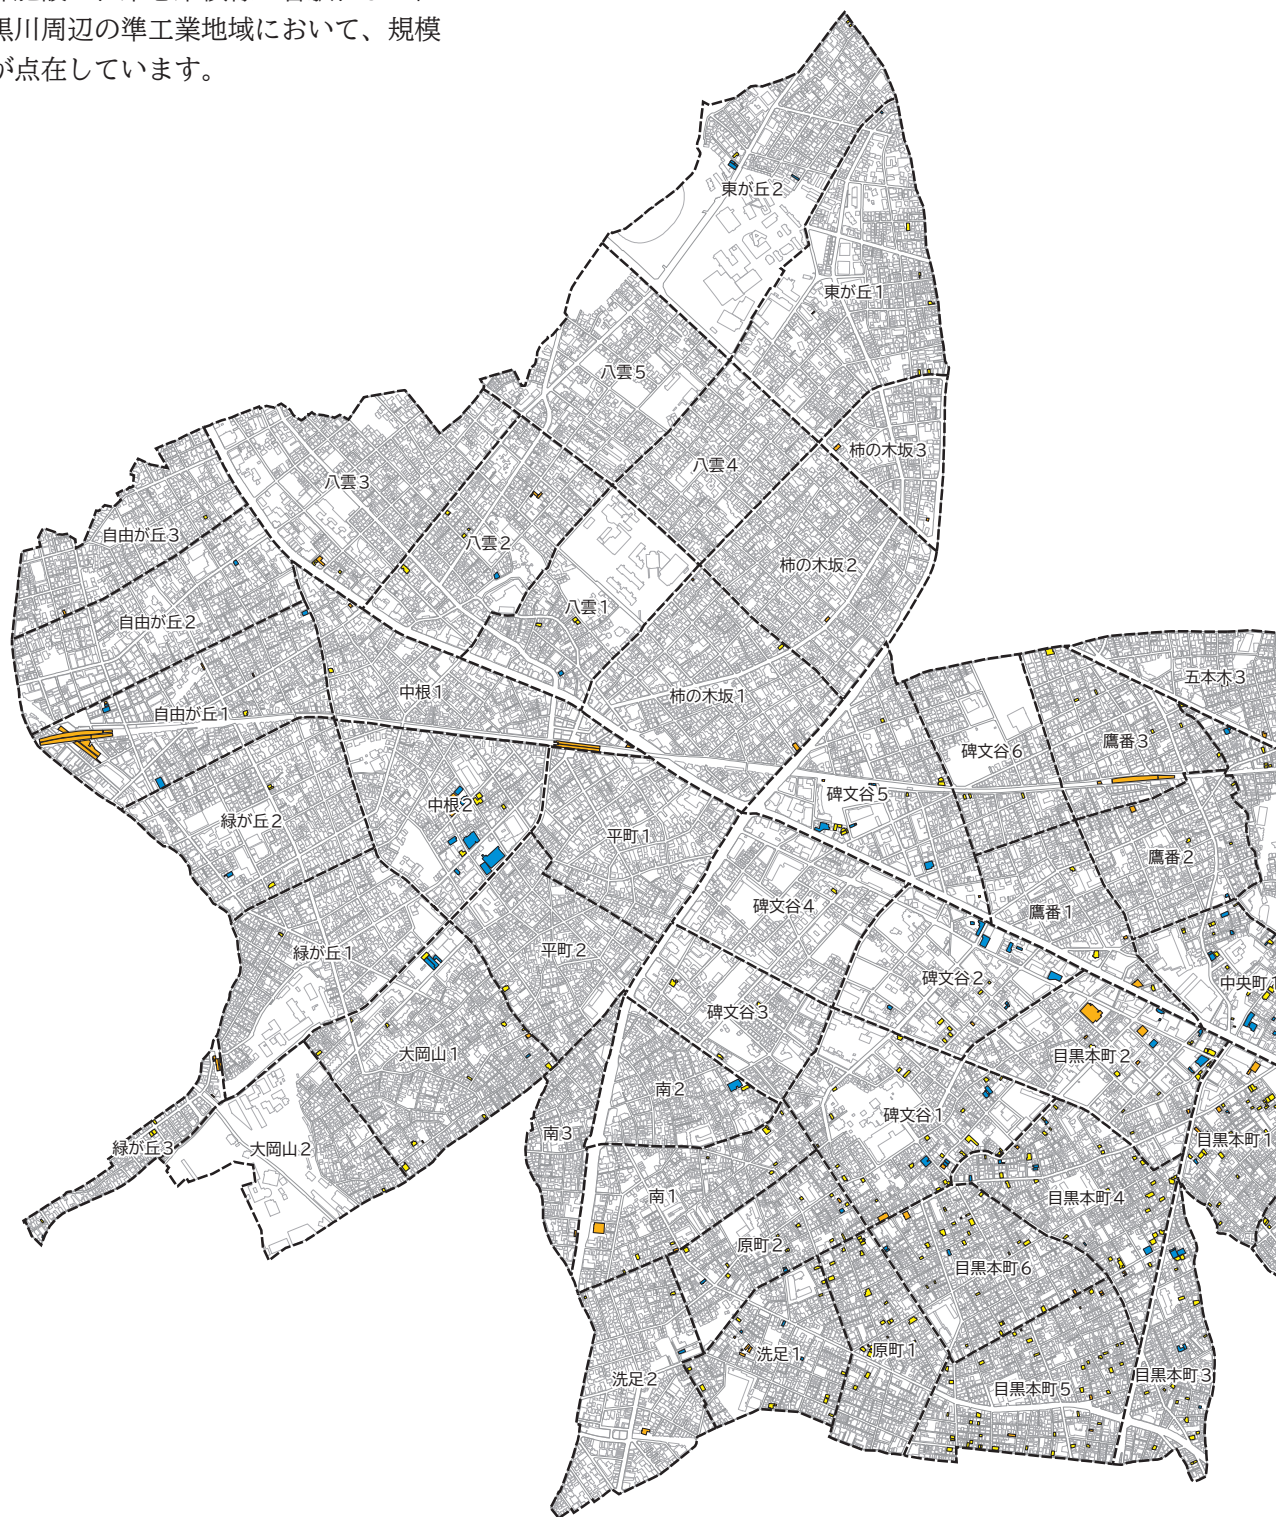 黒川周辺の準工業地域において、規模
が点在しています。
東が丘2
東が丘1
八雲5
柿の木坂3
八雲4
八雲3
自由が丘3
八雲2
柿の木坂2
八雲1
自由が丘2
五本木3
中根1
柿の木坂1
自由が丘1
鷹番3
碑文谷6
碑文谷5
中根2
緑が丘2
平町1
鷹番2
碑文谷4
鷹番1
緑が丘1
平町2
碑文谷2
中央町1
碑文谷3
大岡山1
目黒本町2
南2
碑文谷1
南3
目黒本町1
緑が丘3
大岡山2
南1
目黒本町4
原町2
目黒本町6
洗足1
原町1
洗足2
目黒本町5
目黒本町3